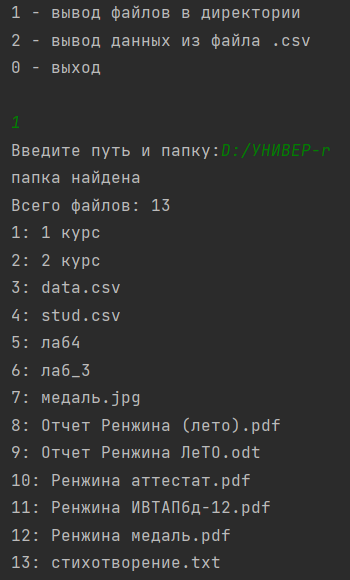 1 - вывод файлов в директории
2 - вывод данных из файла .csv
0 - выход
1
Введите путь и папку:D:/УНИВЕР-r
папка найдена
Всего файлов: 13
1: 1 курс
2: 2 курс
3: data.csv
4: stud.csv
5: лаб4
6: лаб_3
7: медаль.jpg
8: Отчет Ренжина (лето).pdf
9: Отчет Ренжина ЛеТО.odt
10: Ренжина аттестат.pdf
11: Ренжина ИВТАПбд-12.pdf
12: Ренжина медаль.pdf
13: стихотворение.txt